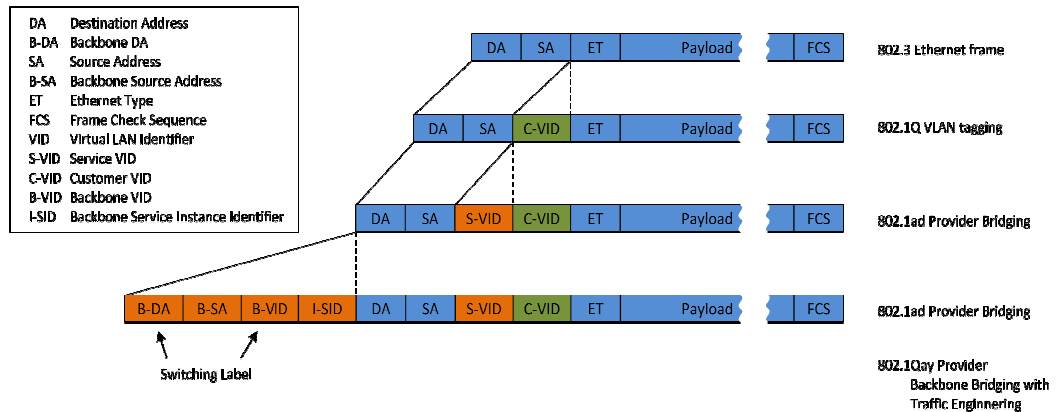 DA Destination Address
B-DA Backbone DA
SA Source Address
B-SA Backbone Source Address
ET Ethernet Type
FCS Frame Check Sequence
VID Virtual LAN Identifier
S-VID Service VID
C-VID Customer VID
B-VID Backbone VID
I-SID Backbone Service Instance Identifier
DA SA ET Payload FCS 802.3 Ethernet frame
DA SA C-VID ET Payload FCS 802.1Q VLAN tagging
DA SA S-VID C-VID ET Payload FCS 802.1ad Provider Bridging
B-DA B-SA B-VID I-SID DA SA S-VID C-VID ET Payload FCS 802.1ad Provider Bridging
Switching Label
802.1Qay Provider
Backbone Bridging with
Traffic Enginnering